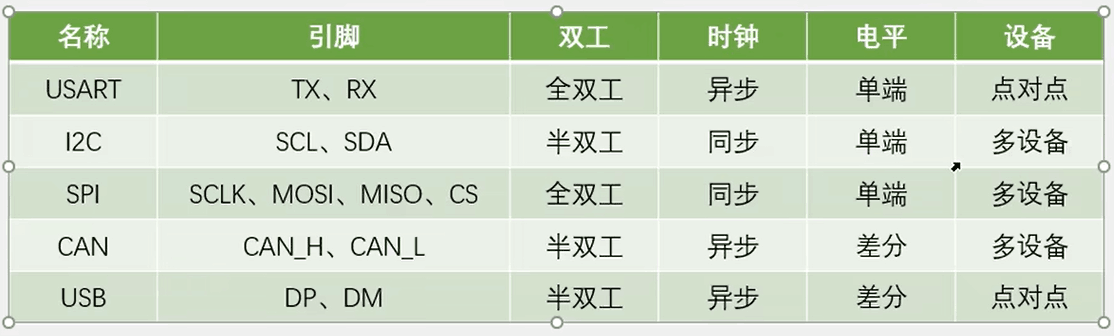 名称 引脚 双工 时钟 电平 设备
USART TX、RX 全双工 异步 单端 点对点
I2C SCL、SDA 半双工 同步 单端 多设备
SPI SCLK、MOSI、MISO、CS 全双工 同步 单端 多设备
CAN CAN_H、CAN_L 半双工 异步 差分 多设备
USB DP、DM 半双工 异步 差分 点对点